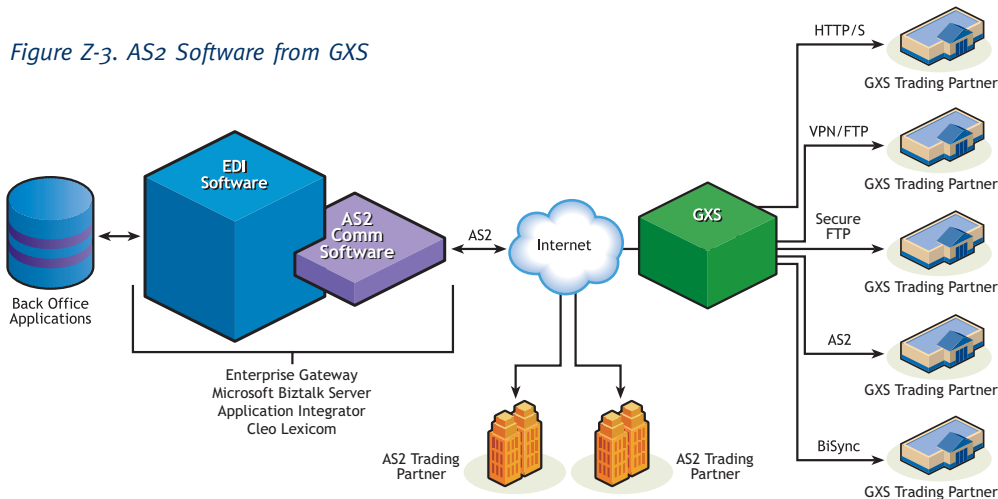 Figure Z-3. AS2 Software from GXS
Back Office
Applications
EDI
Software
AS2
Comm
Software
Enterprise Gateway
Microsoft Biztalk Server
Application Integrator
Cleo Lexicom
AS2
Internet
AS2 Trading
Partner
AS2 Trading
Partner
GXS
HTTP/S
GXS Trading Partner
VPN/FTP
GXS Trading Partner
Secure
FTP
GXS Trading Partner
AS2
GXS Trading Partner
BiSync
GXS Trading Partner